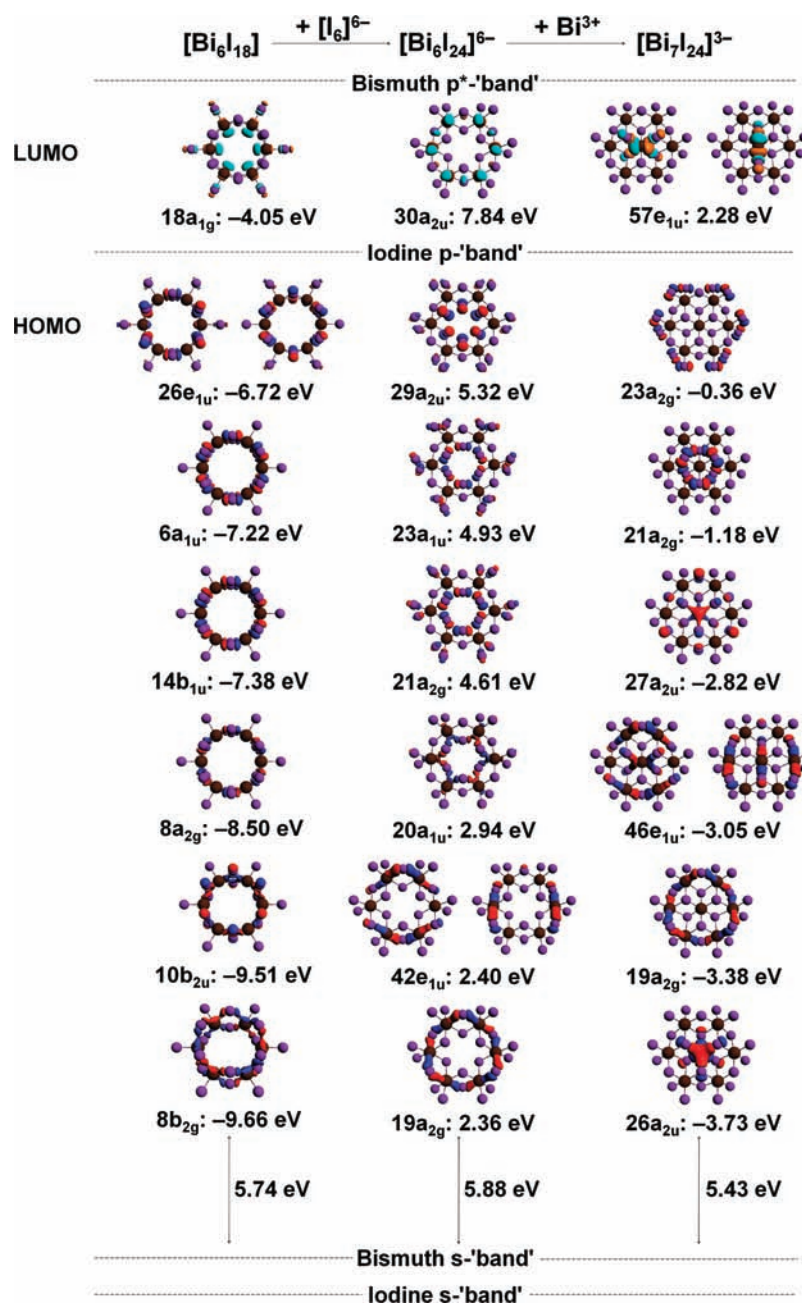 + [I₆]⁶⁻ + Bi³⁺
[Bi₆I₁₈] [Bi₆I₂₄]⁶⁻ [Bi₇I₂₄]³⁻
Bismuth p*-'band'
LUMO
18a₁g: –4.05 eV 30a₂ᵤ: 7.84 eV 57e₁ᵤ: 2.28 eV
Iodine p-'band'
HOMO
26e₁ᵤ: –6.72 eV 29a₂ᵤ: 5.32 eV 23a₂g: –0.36 eV
6a₁ᵤ: –7.22 eV 23a₁ᵤ: 4.93 eV 21a₂g: –1.18 eV
14b₁ᵤ: –7.38 eV 21a₂g: 4.61 eV 27a₂ᵤ: –2.82 eV
8a₂g: –8.50 eV 20a₁ᵤ: 2.94 eV 46e₁ᵤ: –3.05 eV
10b₂ᵤ: –9.51 eV 42e₁ᵤ: 2.40 eV 19a₂g: –3.38 eV
8b₂g: –9.66 eV 19a₂g: 2.36 eV 26a₂ᵤ: –3.73 eV
5.74 eV 5.88 eV 5.43 eV
Bismuth s-'band'
Iodine s-'band'